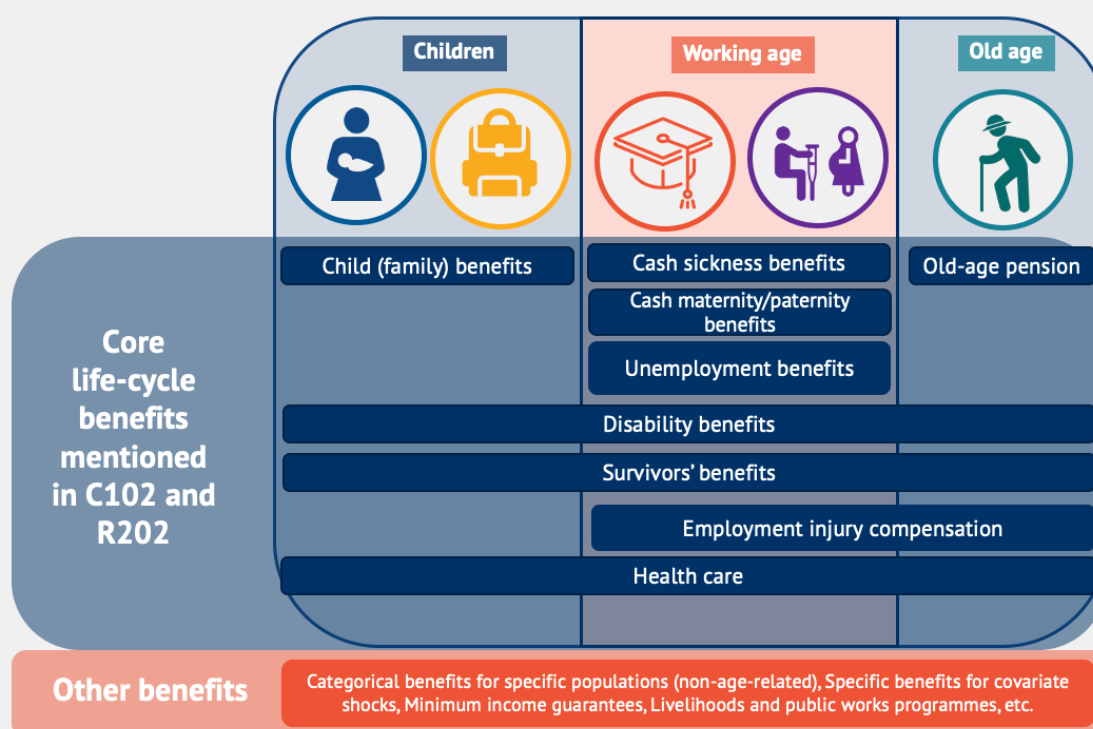 Children
Working age
Old age
Child (family) benefits
Cash sickness benefits
Old-age pension
Cash maternity/paternity
benefits
Unemployment benefits
Core
life-cycle
benefits
mentioned
in C102 and
R202
Disability benefits
Survivors’ benefits
Employment injury compensation
Health care
Other benefits
Categorical benefits for specific populations (non-age-related), Specific benefits for covariate
shocks, Minimum income guarantees, Livelihoods and public works programmes, etc.